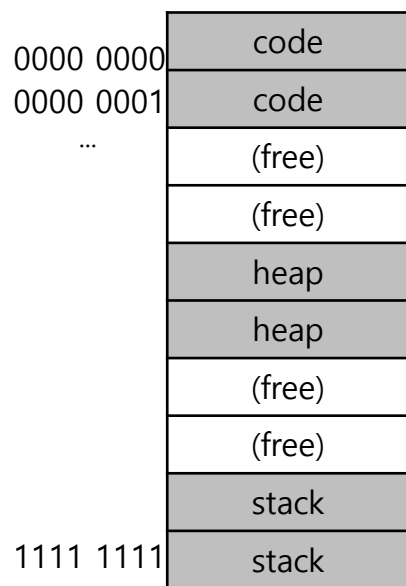 code
0000 0000
code
0000 0001
...
(free)
(free)
heap
heap
(free)
(free)
stack
1111 1111 stack